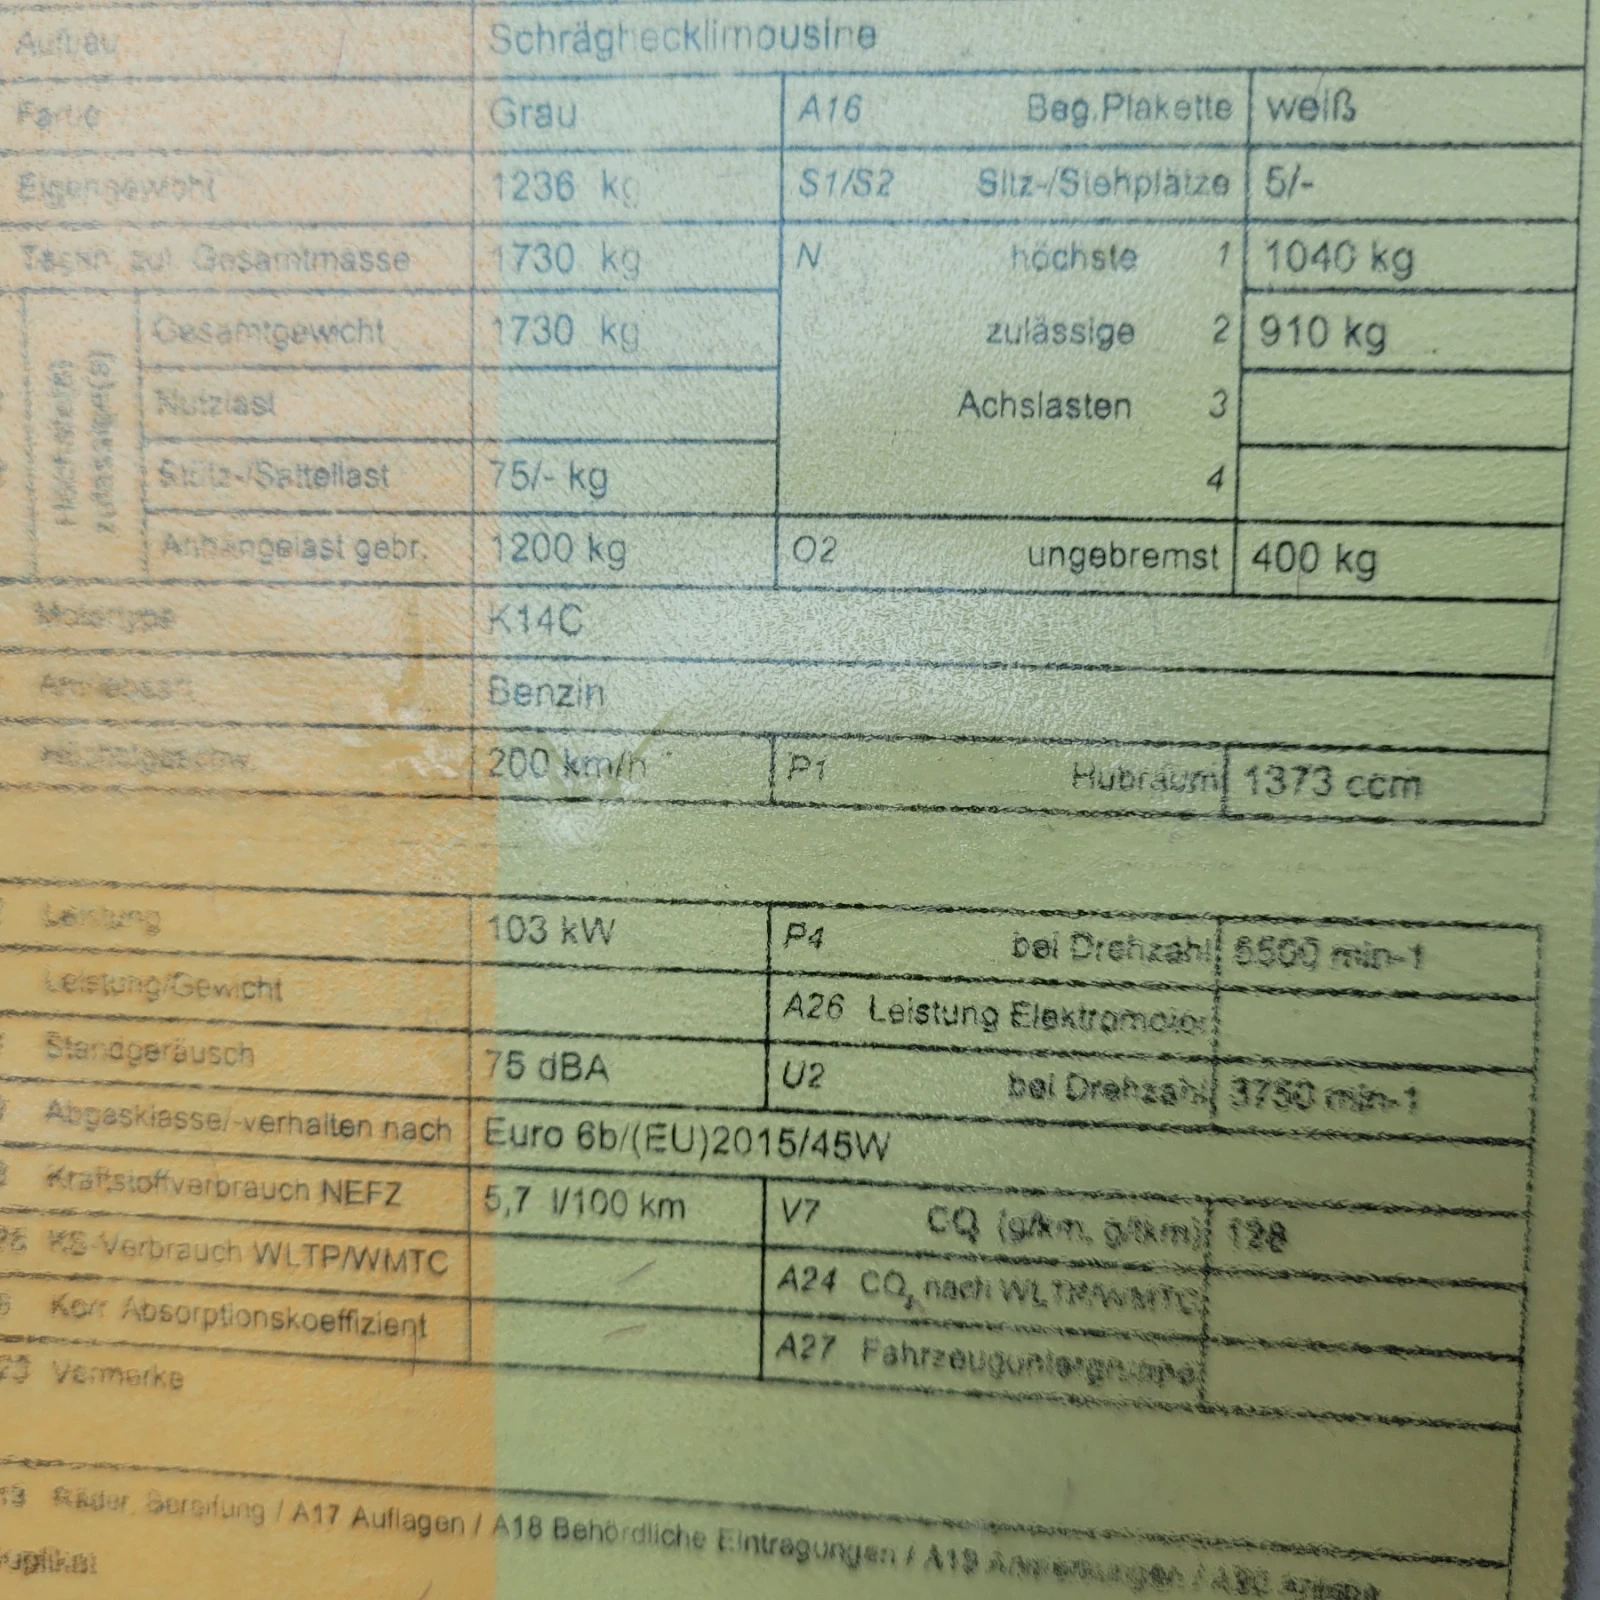 Aufbau Schräghecklimousine
Farbe Grau A16 Beg.Plakette weiß
Eigengewicht 1236 kg S1/S2 Sitz-/Stehplätze 5/-
zul. Gesamtmasse 1730 kg N höchste 1 1040 kg
Höchste(s) zulässige(s) Gesamtgewicht 1730 kg zulässige 2 910 kg
Nutzlast Achslasten 3
Stütz-/Sattellast 75/- kg 4
Anhängelast gebr. 1200 kg O2 ungebremst 400 kg
Motortype K14C
Antriebsart Benzin
200 km/h P1 Hubraum 1373 ccm
Leistung 103 kW P4 bei Drehzahl 5500 min-1
Leistung/Gewicht A26 Leistung Elektromotor
Standgeräusch 75 dBA U2 bei Drehzahl 3750 min-1
Abgasklasse/-verhalten nach Euro 6b/(EU)2015/45W
Kraftstoffverbrauch NEFZ 5,7 l/100 km V7 CO (g/km, g/tkm) 128
KS-Verbrauch WLTP/WMTC A24 CO₂ nach WLTP/WMTC
Korr Absorptionskoeffizient A27 Fahrzeuguntergruppe
Vermerke
Räder Bereifung / A17 Auflagen / A18 Behördliche Eintragungen / A19 Anmerkungen /